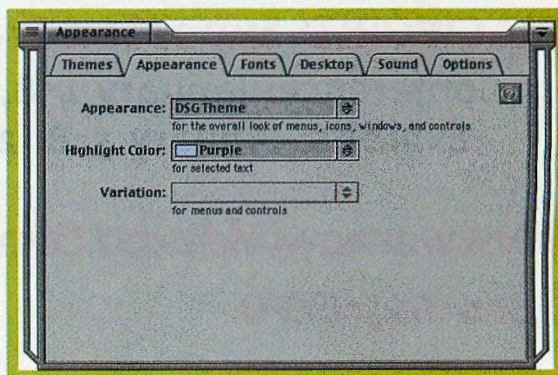 Appearance
Themes Appearance Fonts Desktop Sound Options
Appearance: DSG Theme
for the overall look of menus, icons, windows, and controls
Highlight Color: Purple
for selected text
Variation:
for menus and controls